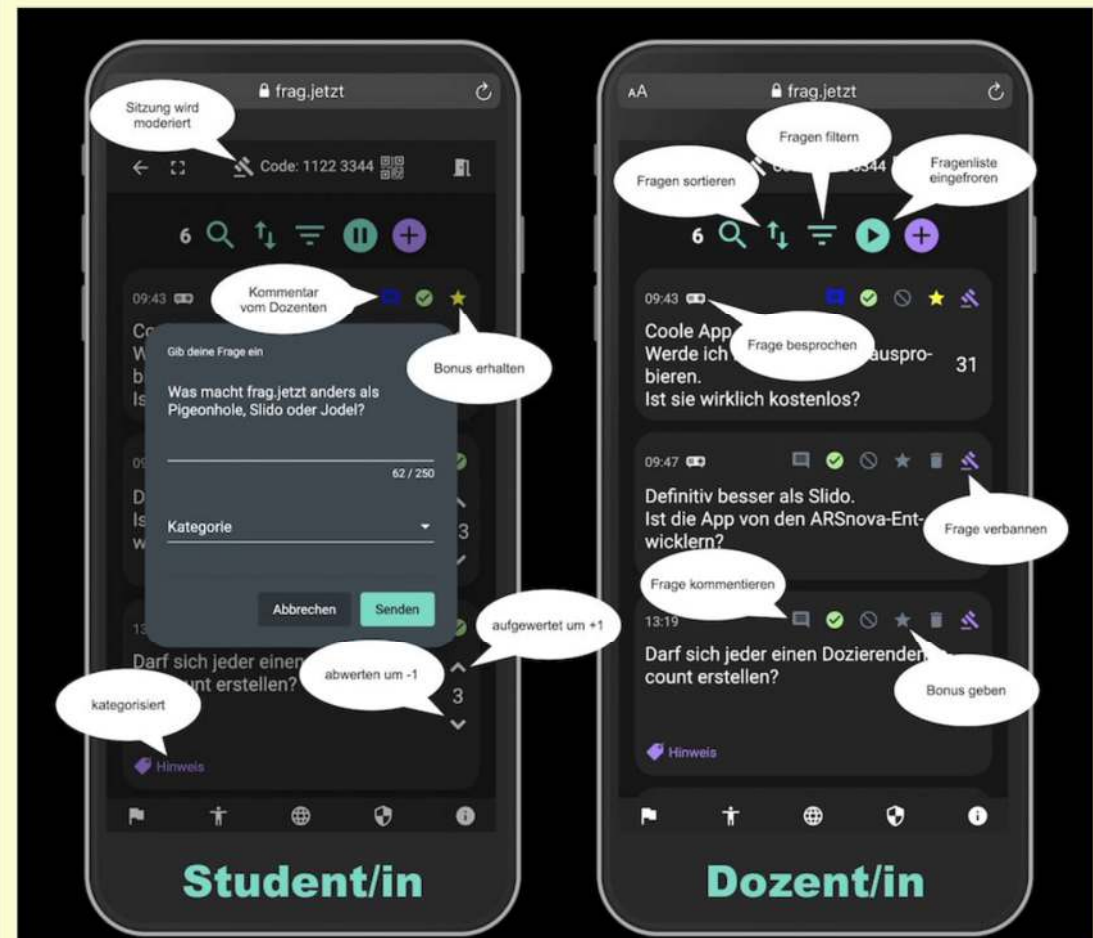 frag.jetzt
Sitzung wird
moderiert
Code: 1122 3344
6
09:43
Kommentar
vom Dozenten
Bonus erhalten
Gib deine Frage ein
Was macht frag.jetzt anders als
Pigeonhole, Slido oder Jodel?
62 / 250
Kategorie
3
Abbrechen
Senden
aufgewertet um +1
Darf sich jeder einen
count erstellen?
abwerten um -1
3
kategorisiert
Hinweis
Student/in
AA
frag.jetzt
Fragen filtern
Fragen sortieren
Fragenliste
eingefroren
6
09:43
Frage besprochen
Coole App
Werde ich auspro-
bieren.
31
Ist sie wirklich kostenlos?
09:47
Definitiv besser als Slido.
Ist die App von den ARSnova-Ent-
wicklern?
Frage verbannen
Frage kommentieren
13:19
Darf sich jeder einen Dozierenden
count erstellen?
Bonus geben
Hinweis
Dozent/in